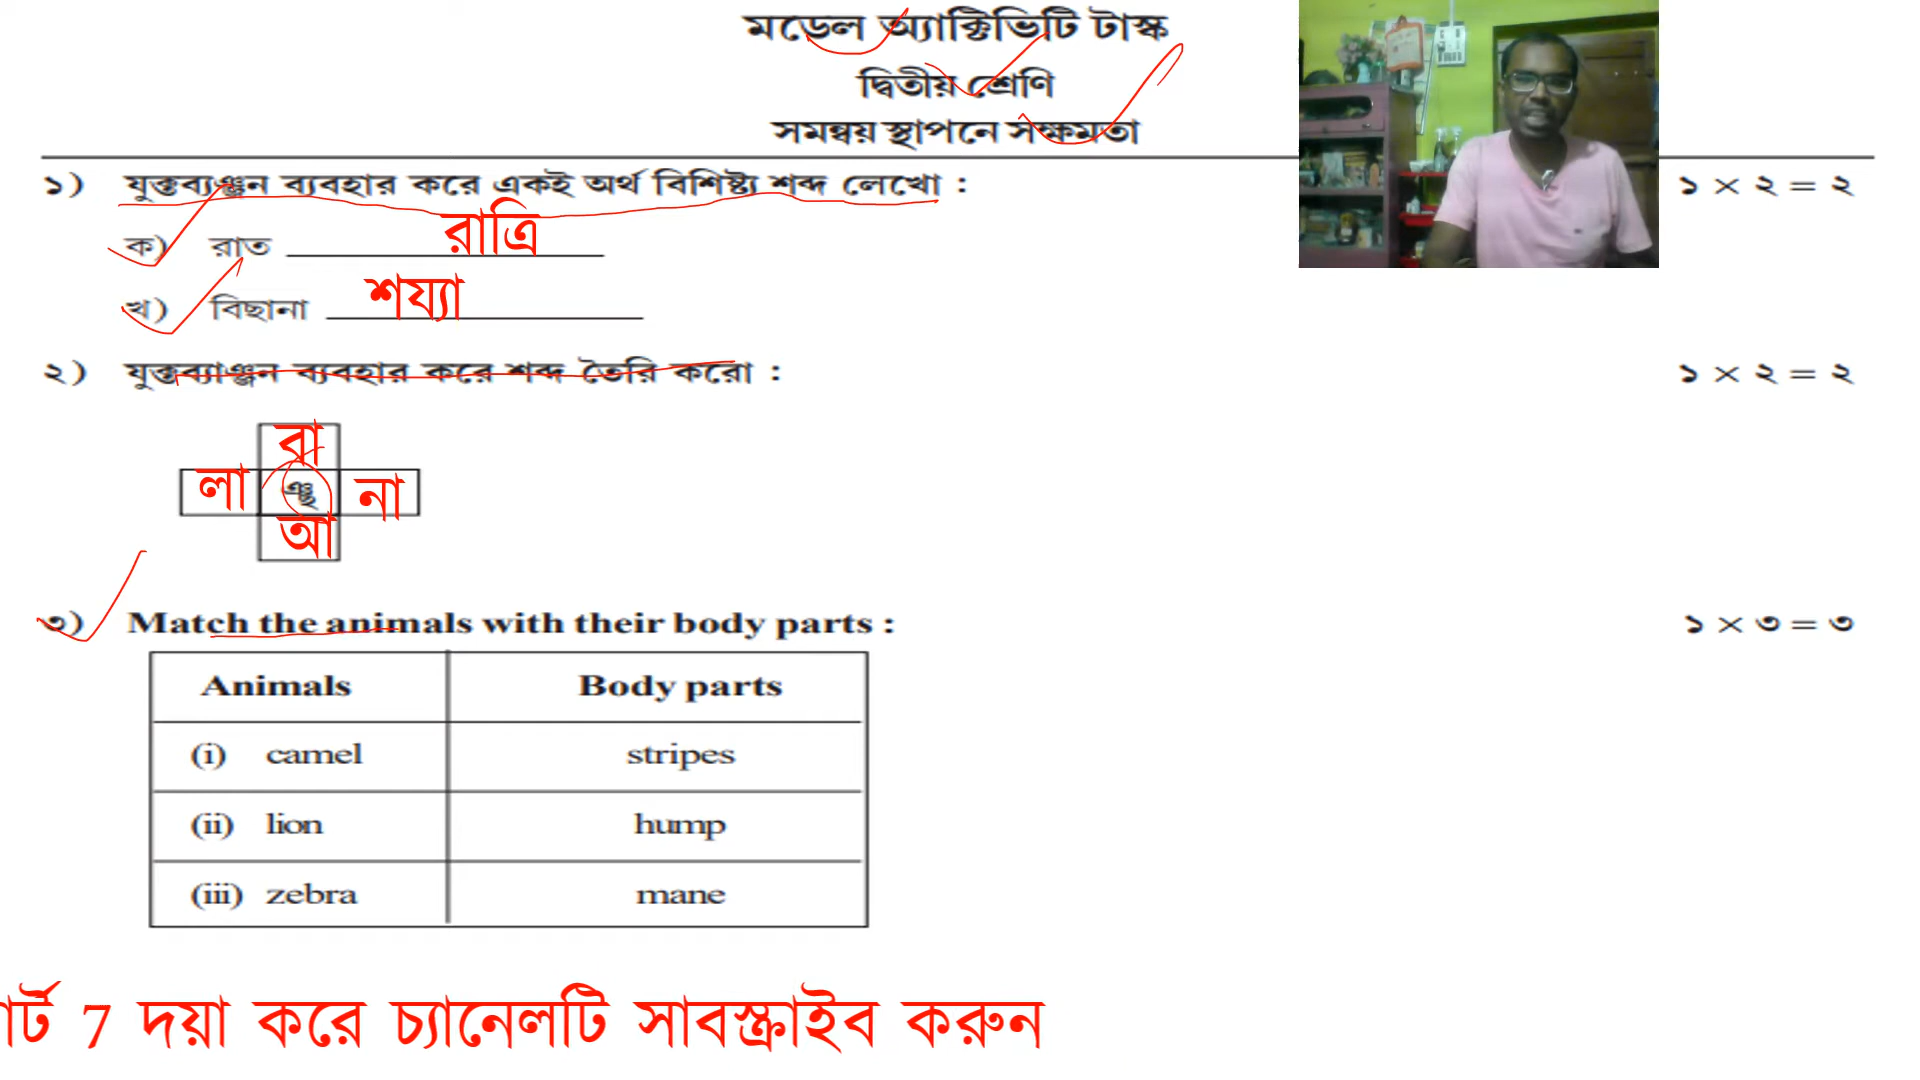 মডেল অ্যাক্টিভিটি টাস্ক
দ্বিতীয় শ্রেণি
সমন্বয় স্থাপনে সক্ষমতা
১) যুক্তব্যঞ্জন ব্যবহার করে একই অর্থ বিশিষ্ট্য শব্দ লেখো : ১ × ২ = ২
ক) রাত রাত্রি
খ) বিছানা শয্যা
২) যুক্তব্যাঞ্জন ব্যবহার করে শব্দ তৈরি করো : ১ × ২ = ২
বা
লা ঞ্ছ না
আ
৩) Match the animals with their body parts : ১ × ৩ = ৩
Animals Body parts
(i) camel stripes
(ii) lion hump
(iii) zebra mane
র্ট 7 দয়া করে চ্যানেলটি সাবস্ক্রাইব করুন